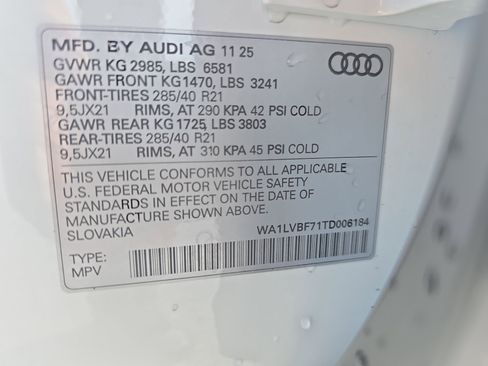 MFD. BY AUDI AG 11 25
GVWR KG 2985, LBS 6581
GAWR FRONT KG1470, LBS 3241
FRONT-TIRES 285/40 R21
9,5JX21 RIMS, AT 290 KPA 42 PSI COLD
GAWR REAR KG 1725, LBS 3803
REAR-TIRES 285/40 R21
9,5JX21 RIMS, AT 310 KPA 45 PSI COLD
THIS VEHICLE CONFORMS TO ALL APPLICABLE
U.S. FEDERAL MOTOR VEHICLE SAFETY
STANDARDS IN EFFECT ON THE DATE OF
MANUFACTURE SHOWN ABOVE.
SLOVAKIA WA1LVBF71TD006184
TYPE:
MPV